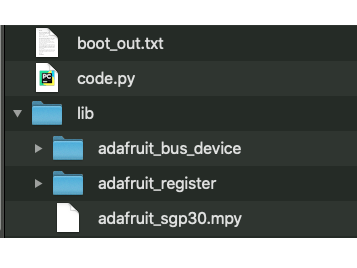 boot_out.txt
code.py
lib
adafruit_bus_device
adafruit_register
adafruit_sgp30.mpy